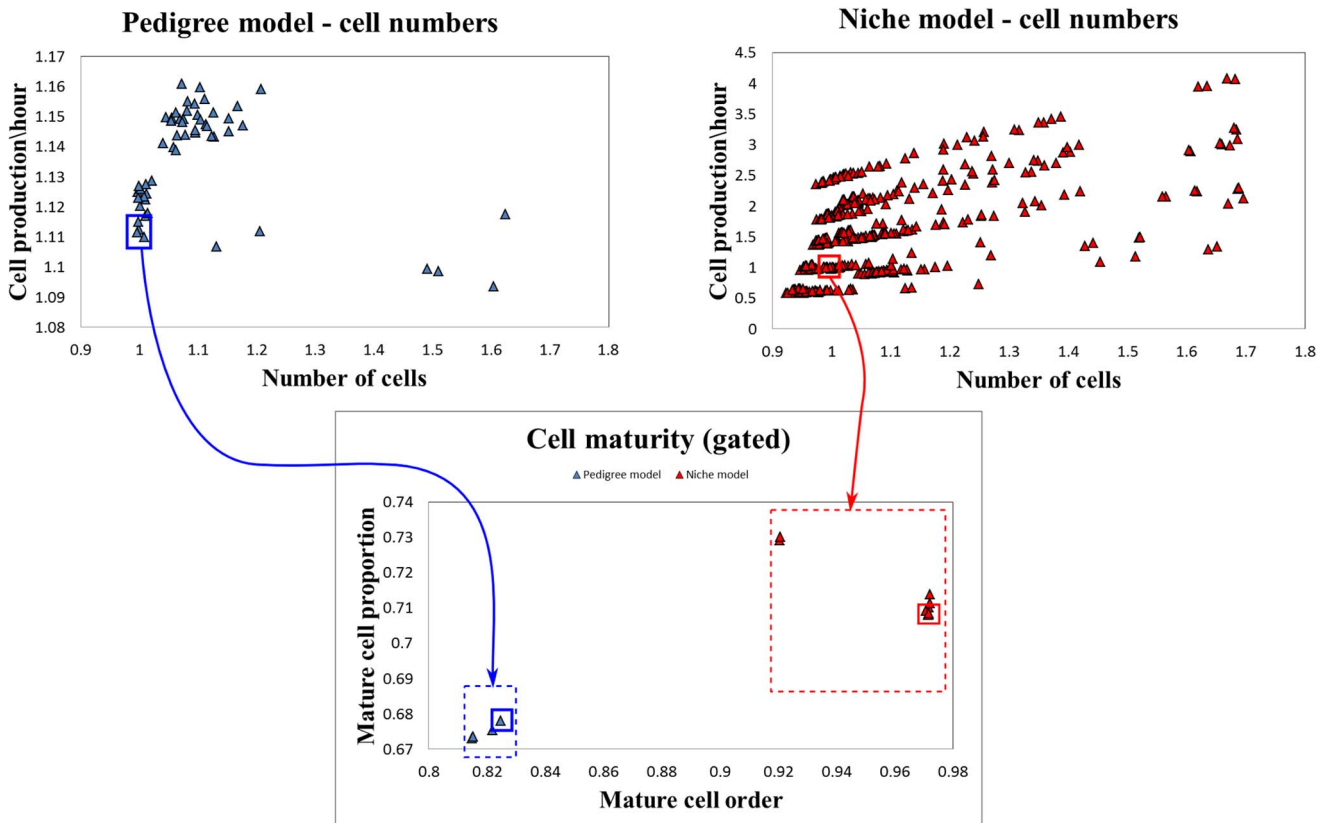 Pedigree model - cell numbers
Cell production\hour
1.17
1.16
1.15
1.14
1.13
1.12
1.11
1.1
1.09
1.08
0.9 1 1.1 1.2 1.3 1.4 1.5 1.6 1.7 1.8
Number of cells
Niche model - cell numbers
Cell production\hour
4.5
4
3.5
3
2.5
2
1.5
1
0.5
0
0.9 1 1.1 1.2 1.3 1.4 1.5 1.6 1.7 1.8
Number of cells
Cell maturity (gated)
Pedigree model Niche model
Mature cell proportion
0.74
0.73
0.72
0.71
0.7
0.69
0.68
0.67
0.8 0.82 0.84 0.86 0.88 0.9 0.92 0.94 0.96 0.98
Mature cell order